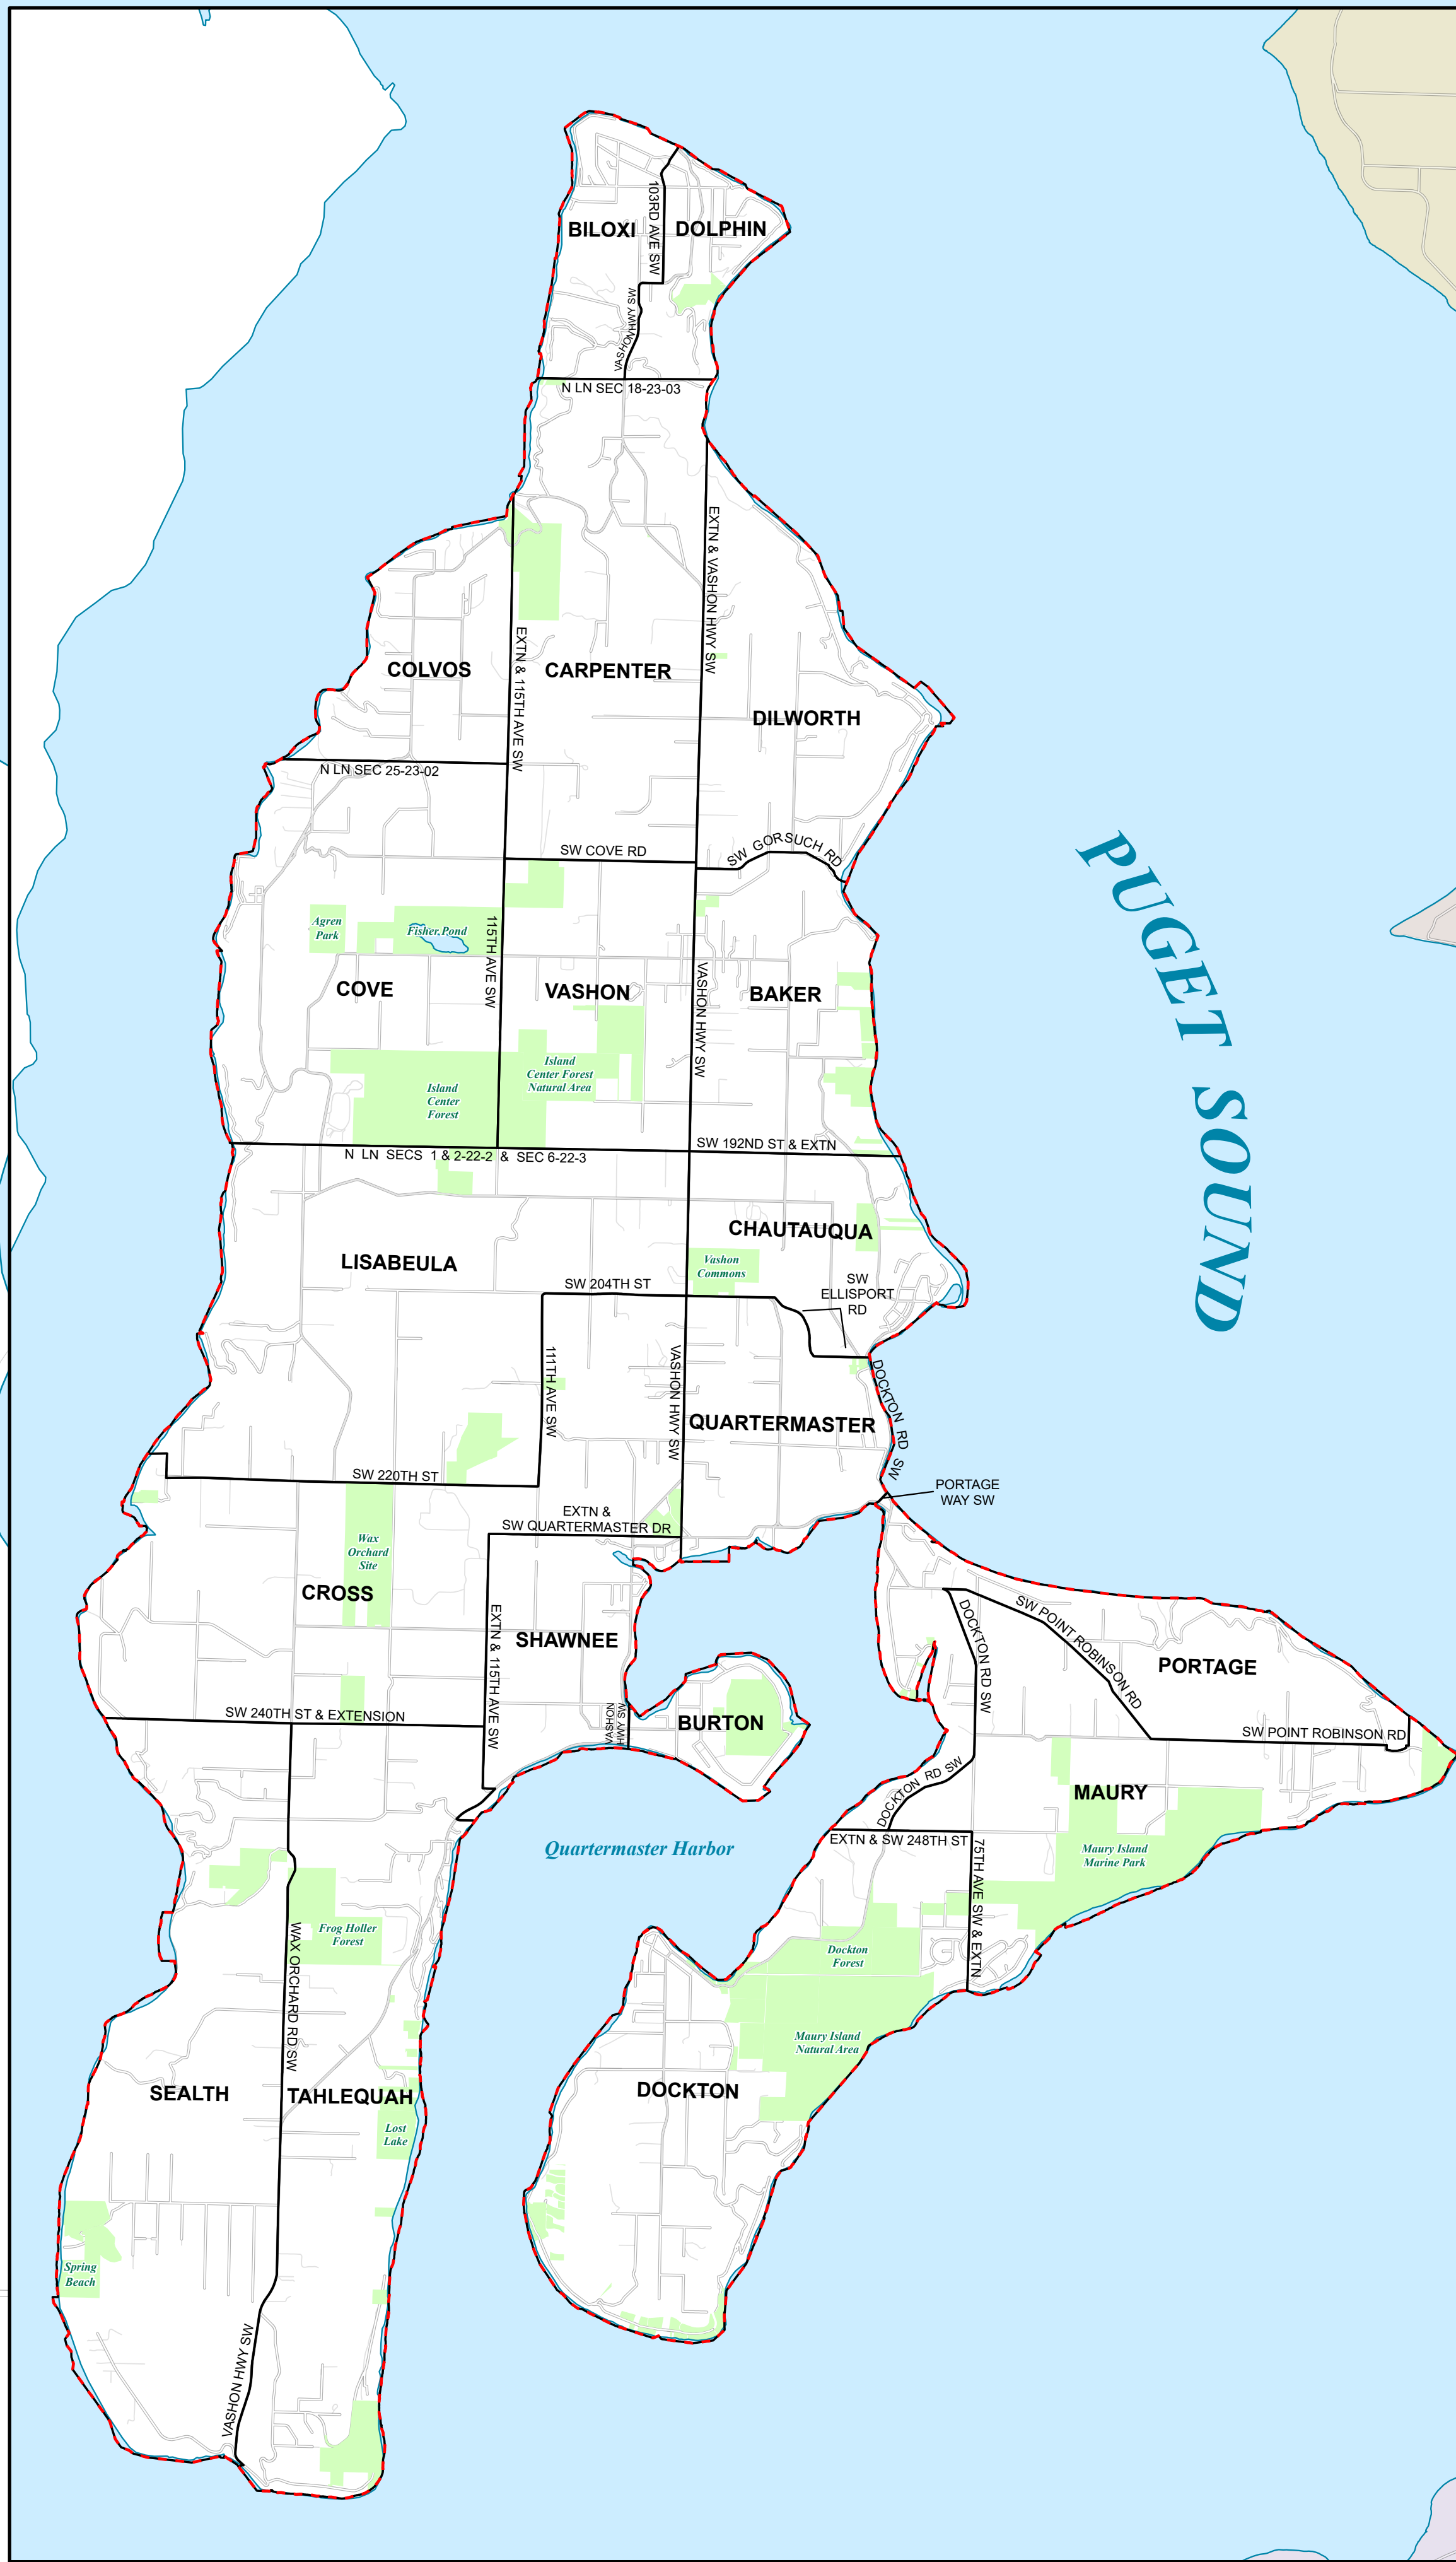 BILOXI
103RD AVE SW
DOLPHIN
VASHON HWY SW
N LN SEC 18-23-03
EXTN & VASHON HWY SW
COLVOS
EXTN & 115TH AVE SW
CARPENTER
DILWORTH
N LN SEC 25-23-02
SW COVE RD
SW GORSUCH RD
PUGET SOUND
Agren
Park
Fisher Pond
115TH AVE SW
COVE
VASHON
VASHON HWY SW
BAKER
Island
Center Forest
Natural Area
Island
Center
Forest
SW 192ND ST & EXTN
N LN SECS 1 & 2-22-2 & SEC 6-22-3
CHAUTAUQUA
LISABEULA
Vashon
Commons
SW 204TH ST
SW
ELLISPORT
RD
111TH AVE SW
VASHON HWY SW
DOCKTON RD SW
QUARTERMASTER
SW 220TH ST
PORTAGE
WAY SW
EXTN &
SW QUARTERMASTER DR
Wax
Orchard
Site
CROSS
EXTN & 115TH AVE SW
SHAWNEE
DOCKTON RD SW
SW POINT ROBINSON RD
PORTAGE
VASHON
HWY SW
BURTON
SW 240TH ST & EXTENSION
SW POINT ROBINSON RD
DOCKTON RD SW
MAURY
EXTN & SW 248TH ST
Quartermaster Harbor
75TH AVE SW & EXTN
Maury Island
Marine Park
Frog Holler
Forest
WAX ORCHARD RD SW
Dockton
Forest
Maury Island
Natural Area
SEALTH
TAHLEQUAH
DOCKTON
Lost
Lake
Spring
Beach
VASHON HWY SW